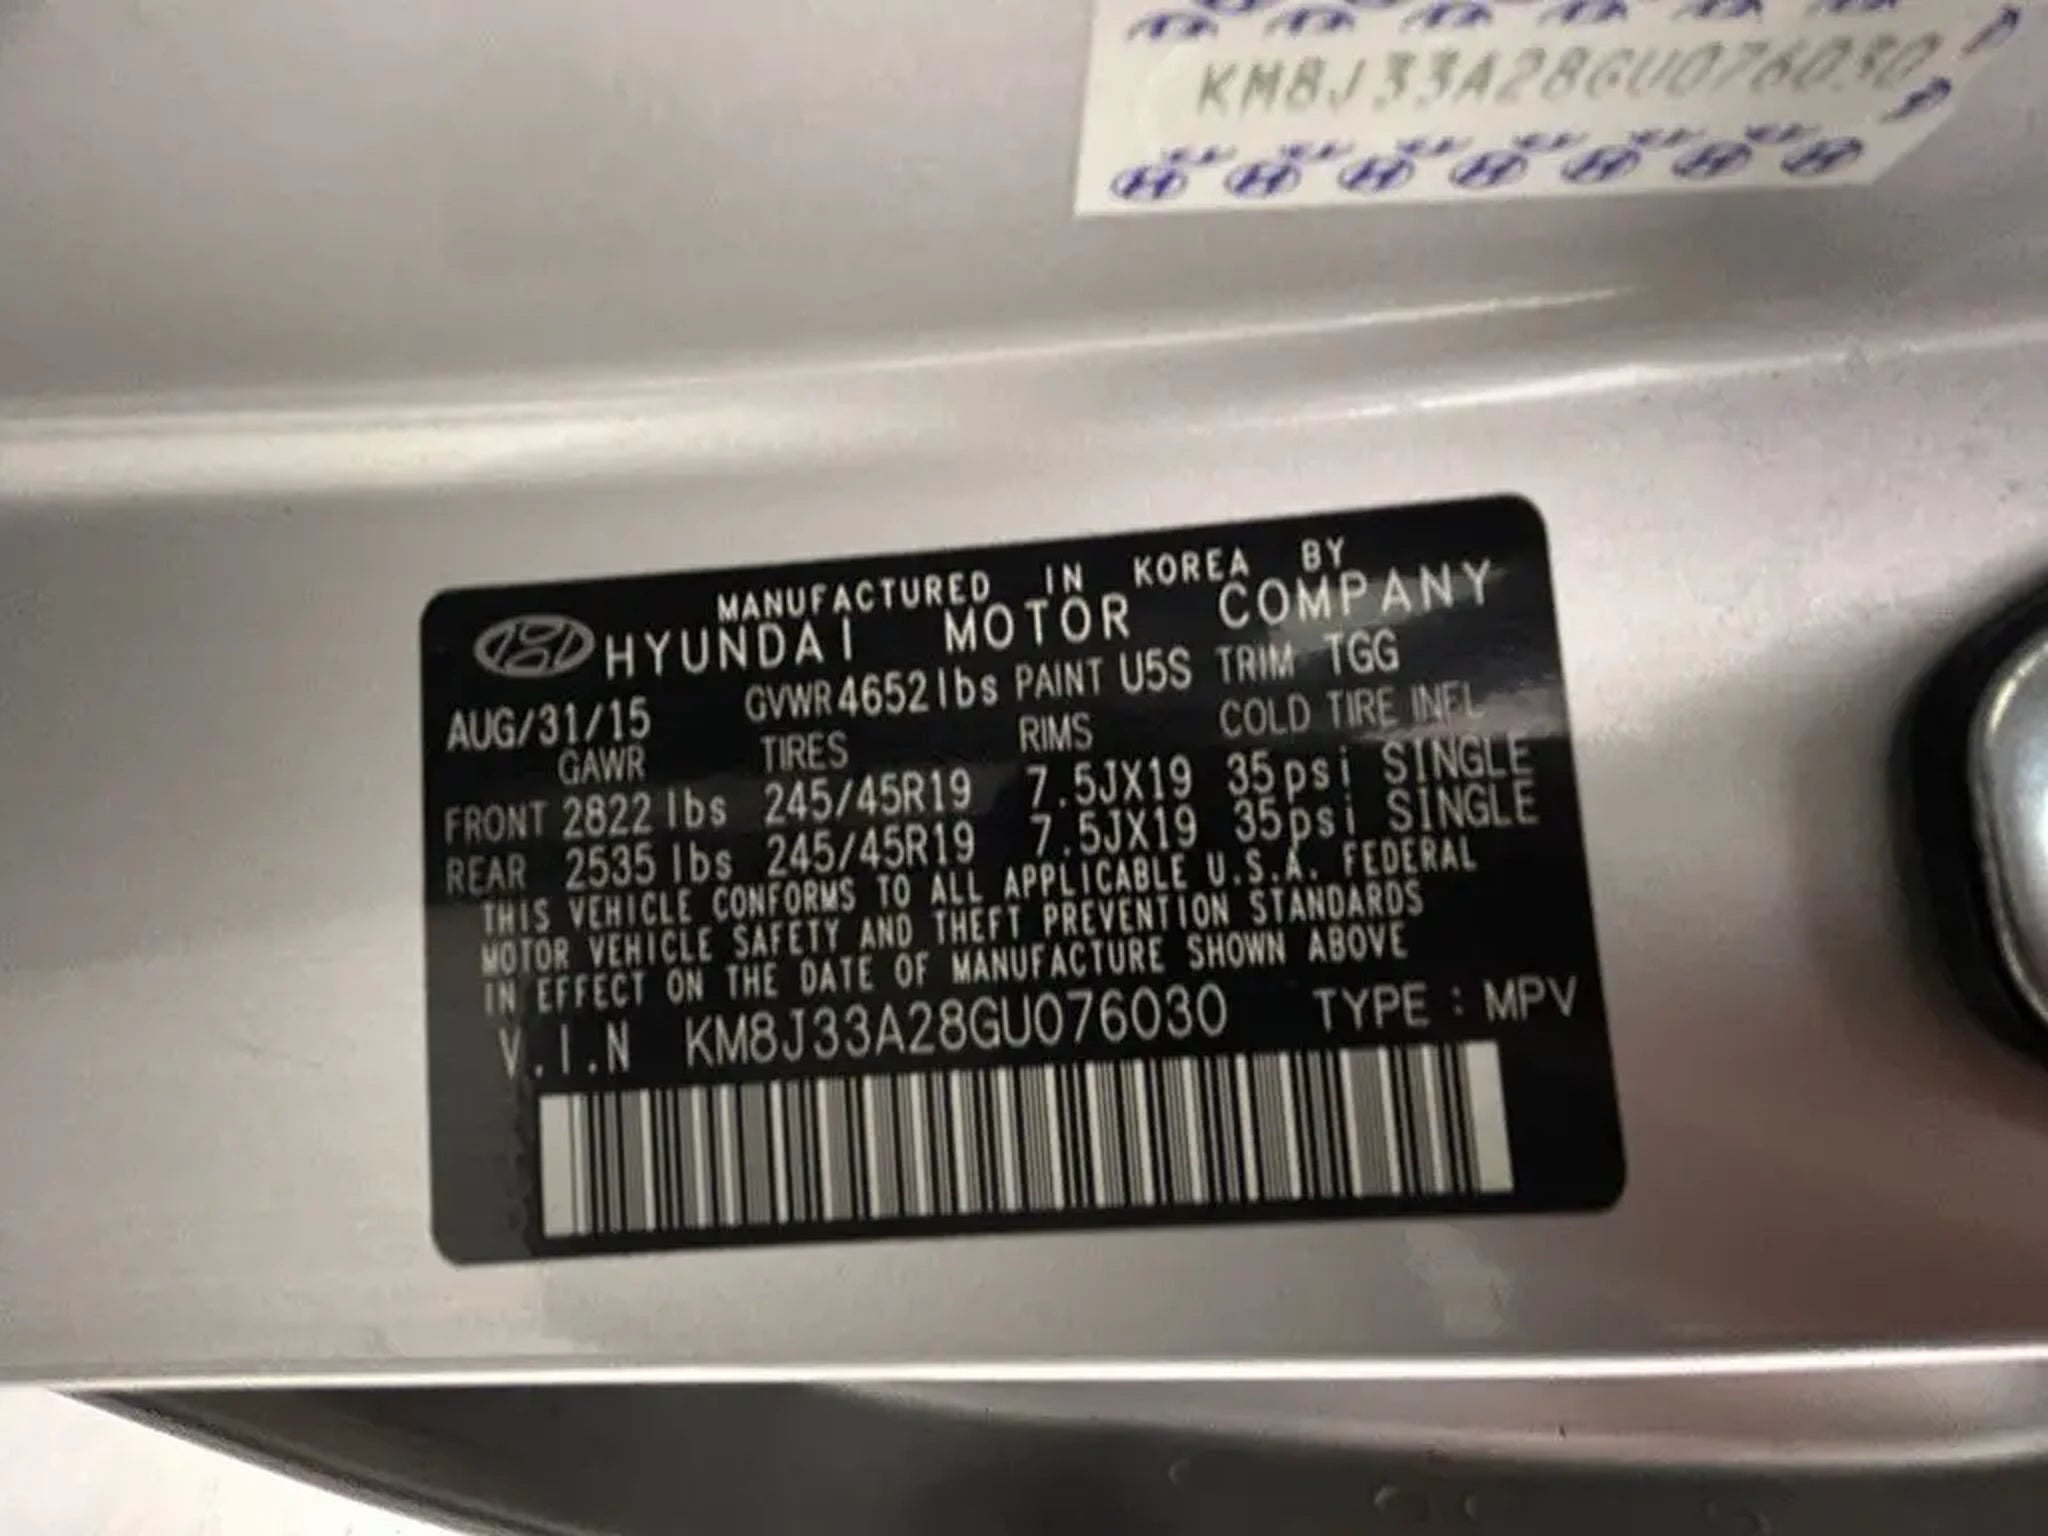 KM8J33A28GU076030
MANUFACTURED IN KOREA BY
HYUNDAI MOTOR COMPANY
AUG/31/15 GVWR 4652lbs PAINT U5S TRIM TGG
GAWR TIRES RIMS COLD TIRE INFL
FRONT 2822 lbs 245/45R19 7.5JX19 35psi SINGLE
REAR 2535 lbs 245/45R19 7.5JX19 35psi SINGLE
THIS VEHICLE CONFORMS TO ALL APPLICABLE U.S.A. FEDERAL
MOTOR VEHICLE SAFETY AND THEFT PREVENTION STANDARDS
IN EFFECT ON THE DATE OF MANUFACTURE SHOWN ABOVE
V.I.N KM8J33A28GU076030 TYPE : MPV